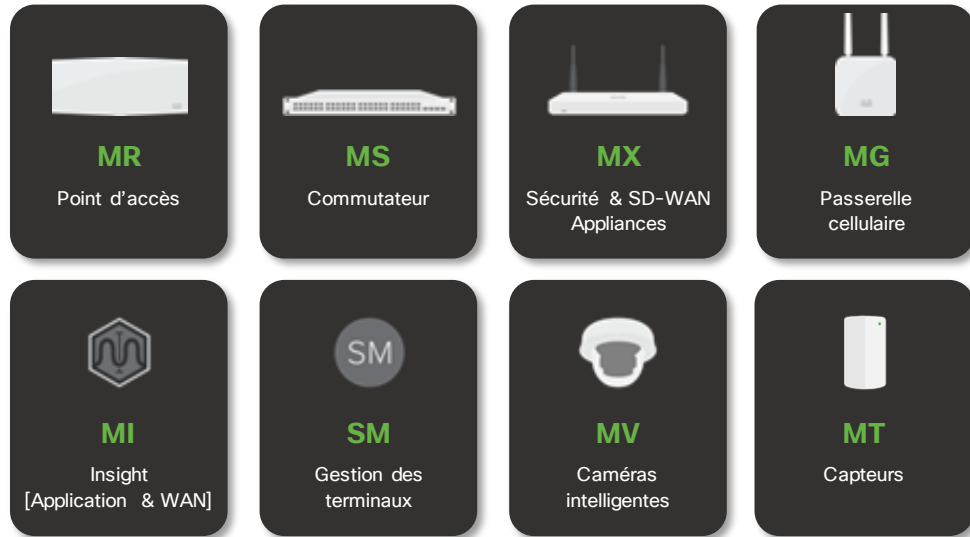 MR
Point d’accès
MS
Commutateur
MX
Sécurité & SD-WAN
Appliances
MG
Passerelle
cellulaire
MI
Insight
[Application & WAN]
SM
SM
Gestion des
terminaux
MV
Caméras
intelligentes
MT
Capteurs